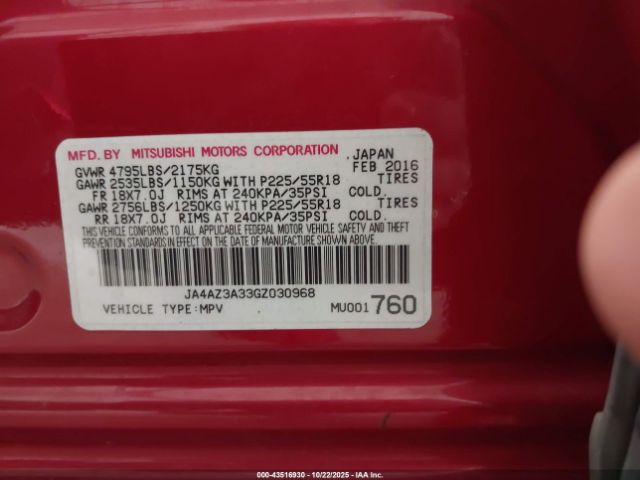 MFD. BY MITSUBISHI MOTORS CORPORATION , JAPAN
GVWR 4795LBS/2175KG FEB 2016
GAWR 2535LBS/1150KG WITH P225/55R18 TIRES
FR 18X7.0J RIMS AT 240KPA/35PSI COLD.
GAWR 2756LBS/1250KG WITH P225/55R18 TIRES
RR 18X7.0J RIMS AT 240KPA/35PSI COLD.
THIS VEHICLE CONFORMS TO ALL APPLICABLE FEDERAL MOTOR VEHICLE SAFETY AND THEFT
PREVENTION STANDARDS IN EFFECT ON THE DATE OF MANUFACTURE SHOWN ABOVE.
JA4AZ3A33GZ030968
VEHICLE TYPE:MPV MU001 760
00-43516930 - 10/22/2025 - IAA Inc.